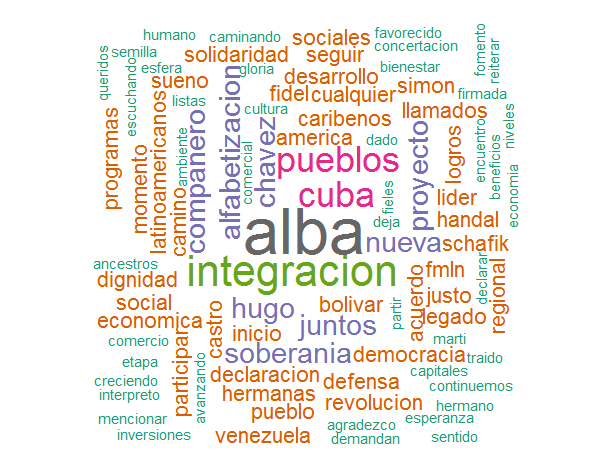 humano
caminando
sociales
favorecido
concertacion
fomento
reiterar
queridos
semilla
solidaridad
seguir
esfera
gloria
bienestar
escuchando
sueno
desarrollo
simon
listas
fidel
cualquier
firmada
programas
momento
latinoamericanos
companero
alfabetizacion
cultura
chavez
caribenos
llamados
niveles
america
dado
proyecto
logros
encuentro
beneficios
economia
ambiente
comercial
pueblos
camino
cuba
fieles
lider
deja
handal
alba
nueva
schafik
ancestros
integracion
fmln
declarar
regional
dignidad
acuerdo
justo
social
hugo
bolivar
partir
legado
economica
castro
inicio
juntos
comercio
participar
soberania
democracia
marti
traido
etapa
declaracion
defensa
capitales
creciendo
avanzando
continuemos
interpreto
hermanas
revolucion
hermano
pueblo
mencionar
agradezco
esperanza
inversiones
venezuela
demandan
sentido